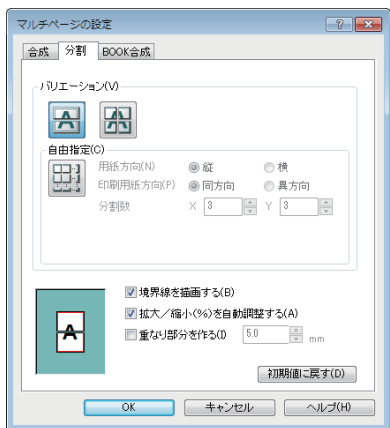 マルチページの設定
合成 分割 BOOK合成
バリエーション(V)
A A
自由指定(C)
用紙方向(N) 縦 横
印刷用紙方向(P) 同方向 異方向
分割数 X 3 Y 3
境界線を描画する(B)
A 拡大/縮小(%)を自動調整する(A)
重なり部分を作る(I) 5.0 mm
初期値に戻す(D)
OK キャンセル ヘルプ(H)